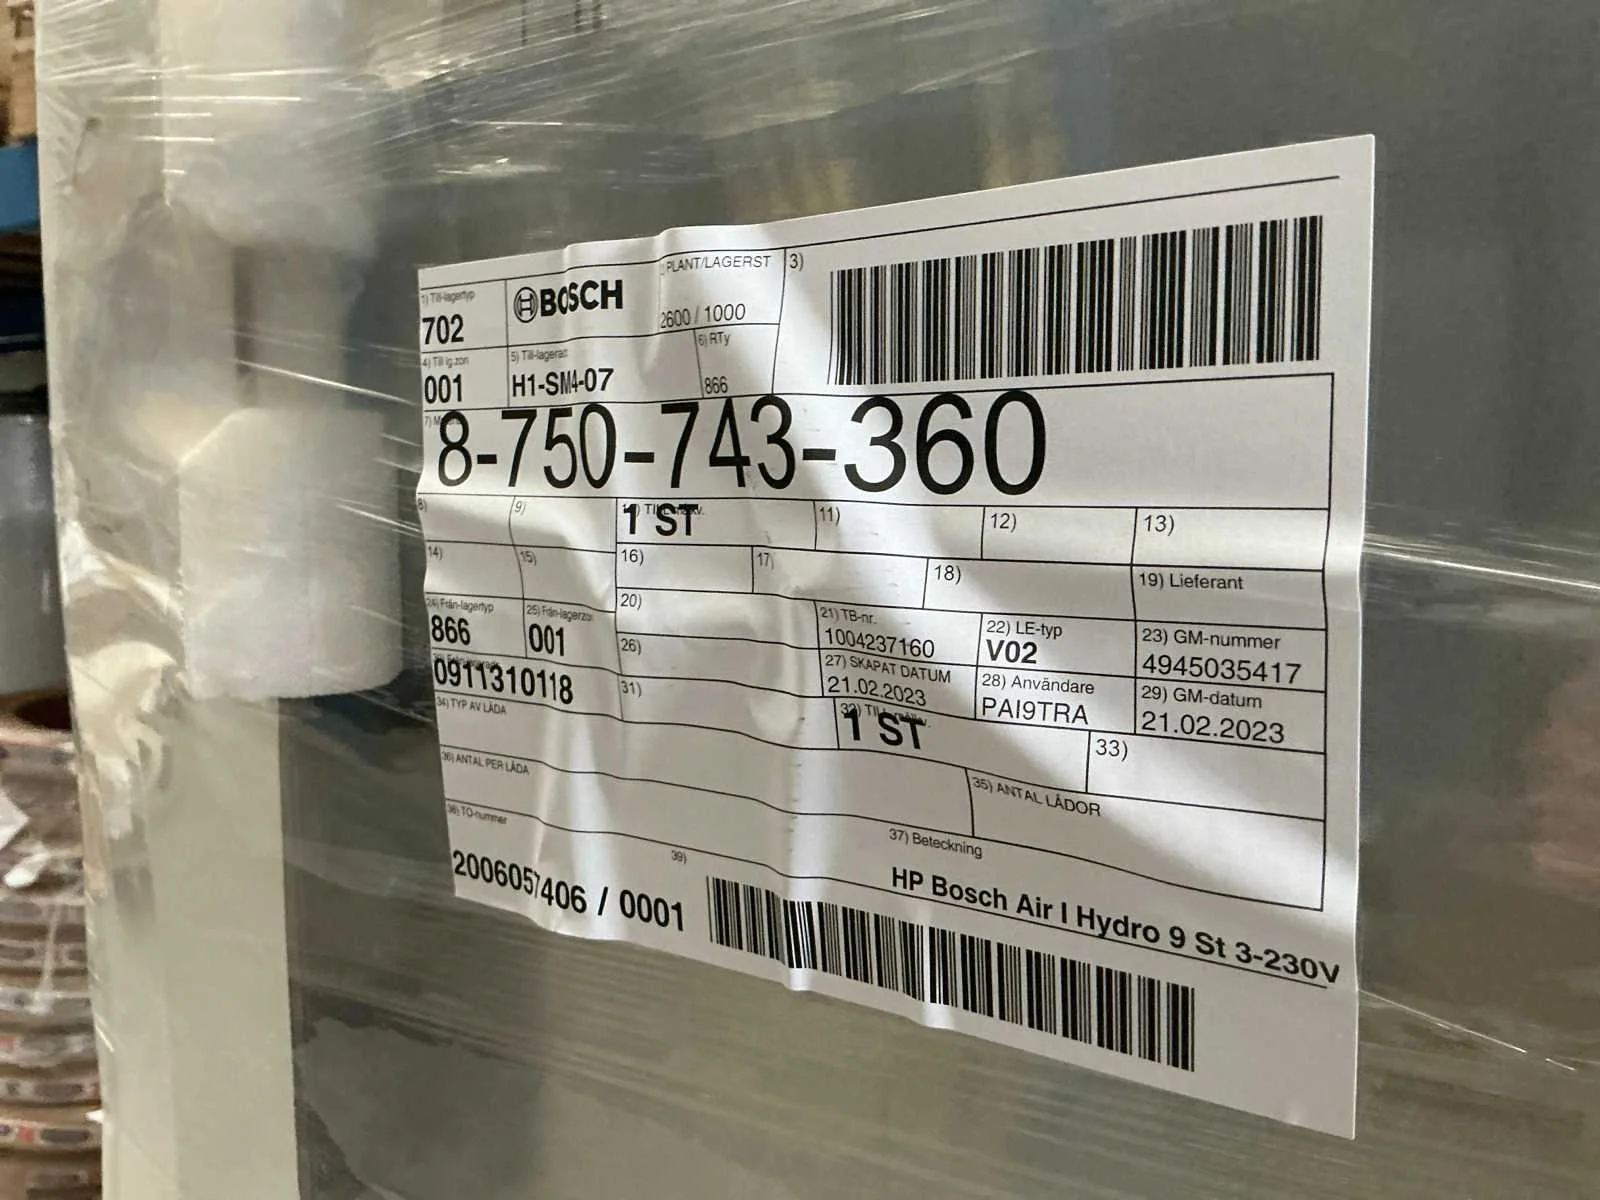 1) Till-lagertyp
702
BOSCH
PLANT/LAGERST
2600 / 1000
3)
4) Till lg.zon
001
5) Till-lagerad
H1-SM4-07
6) RTy
866
7)
8-750-743-360
8)
9)
1 ST
11)
12)
13)
14)
15)
16)
17)
18)
19) Lieferant
24) Från-lagertyp
866
25) Från-lagerzo
001
20)
21) TB-nr.
1004237160
22) LE-typ
V02
23) GM-nummer
4945035417
0911310118
26)
27) SKAPAT DATUM
21.02.2023
28) Användare
PAI9TRA
29) GM-datum
21.02.2023
31)
1 ST
33)
34) TYP AV LÅDA
35) ANTAL LÅDOR
36) ANTAL PER LÅDA
37) Beteckning
HP Bosch Air I Hydro 9 St 3-230V
38) TO-nummer
2006057406 / 0001
39)